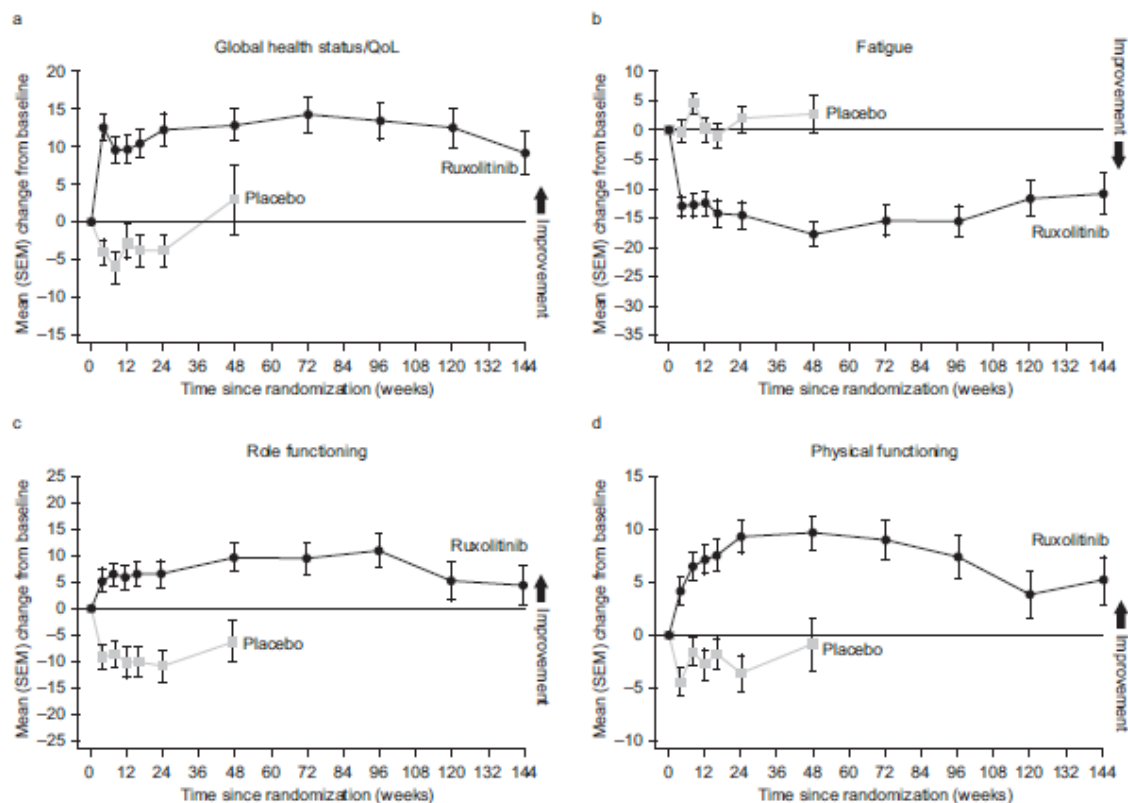 a
Global health status/QoL
Mean (SEM) change from baseline
20
15
10
5
0
–5
–10
–15
Ruxolitinib
Placebo
Improvement
0 12 24 36 48 60 72 84 96 108 120 132 144
Time since randomization (weeks)
b
Fatigue
Mean (SEM) change from baseline
10
5
0
–5
–10
–15
–20
–25
–30
–35
Placebo
Ruxolitinib
Improvement
0 12 24 36 48 60 72 84 96 108 120 132 144
Time since randomization (weeks)
c
Role functioning
Mean (SEM) change from baseline
25
20
15
10
5
0
–5
–10
–15
–20
–25
Ruxolitinib
Placebo
Improvement
0 12 24 36 48 60 72 84 96 108 120 132 144
Time since randomization (weeks)
d
Physical functioning
Mean (SEM) change from baseline
15
10
5
0
–5
–10
Ruxolitinib
Placebo
Improvement
0 12 24 36 48 60 72 84 96 108 120 132 144
Time since randomization (weeks)